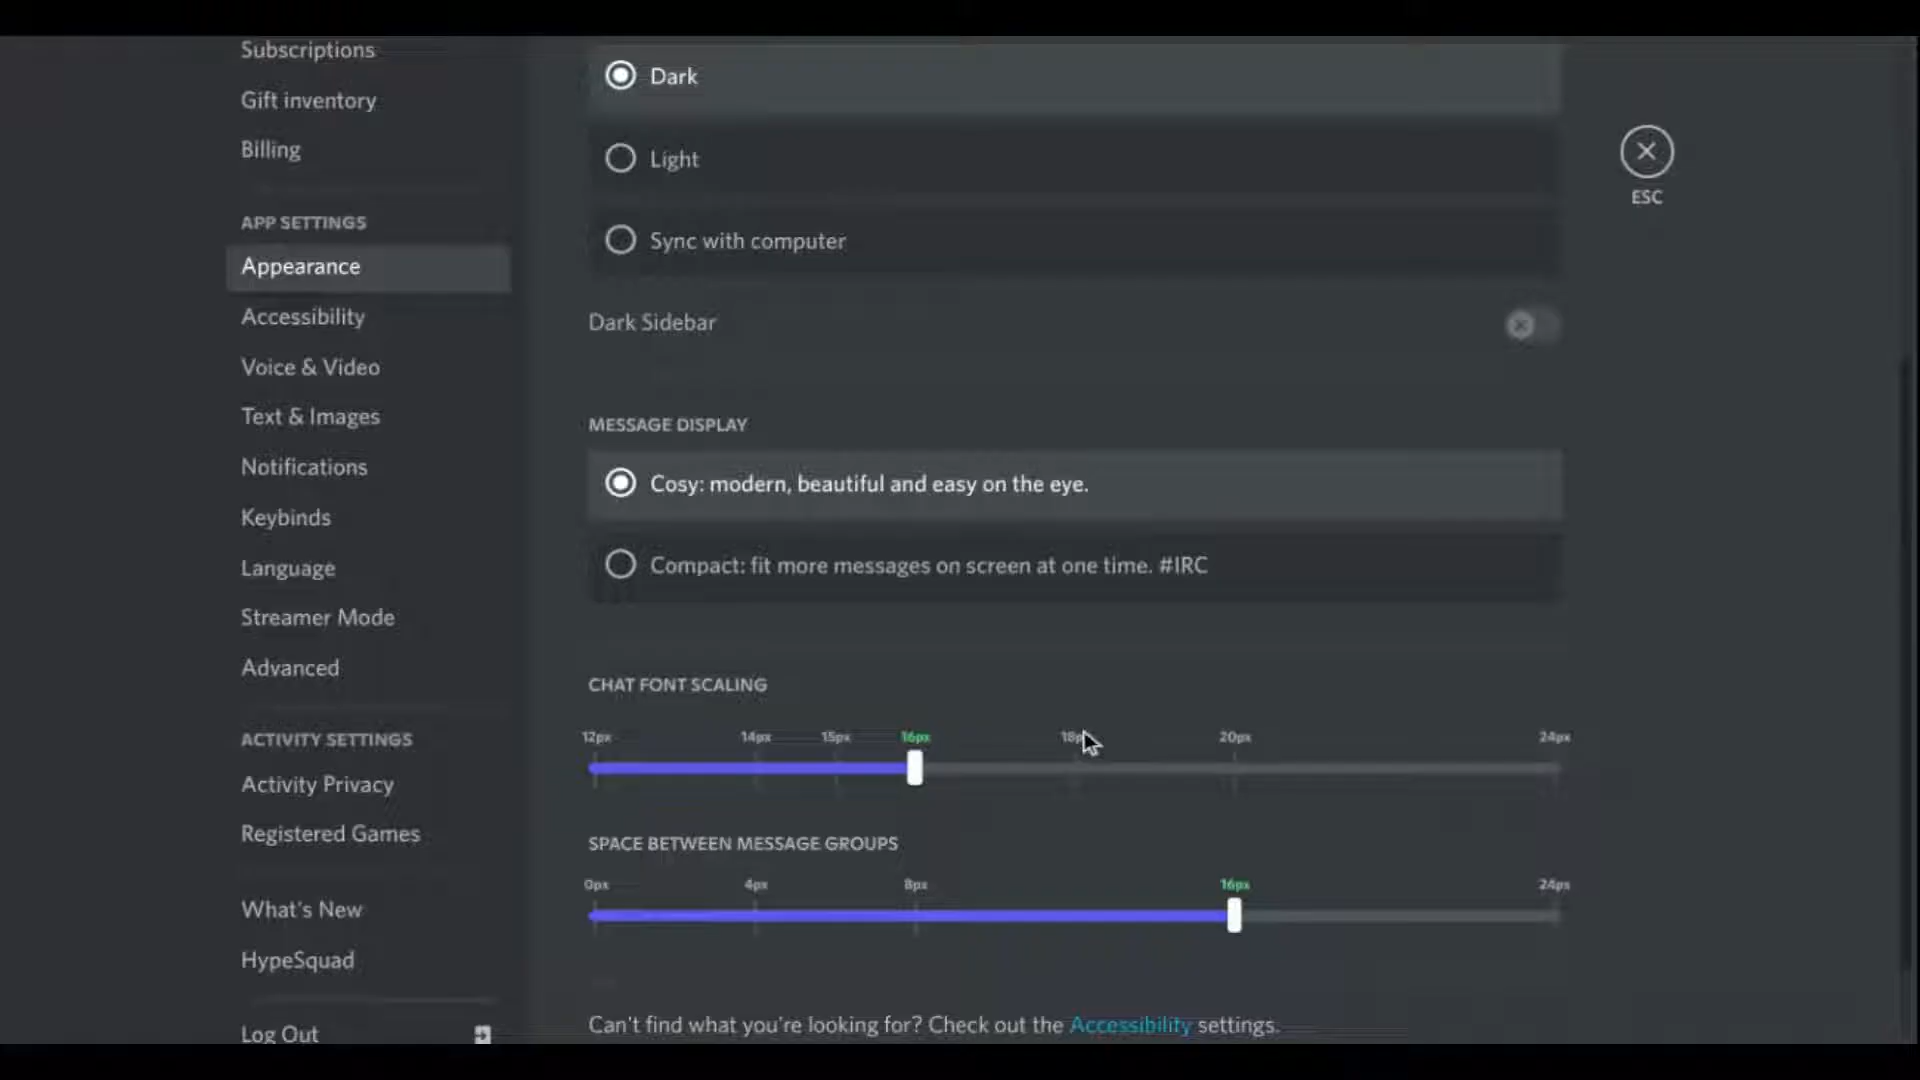 Subscriptions
Gift inventory
Billing
APP SETTINGS
Appearance
Accessibility
Voice & Video
Text & Images
Notifications
Keybinds
Language
Streamer Mode
Advanced
ACTIVITY SETTINGS
Activity Privacy
Registered Games
What's New
HypeSquad
Log Out
Dark
Light
Sync with computer
Dark Sidebar
MESSAGE DISPLAY
Cosy: modern, beautiful and easy on the eye.
Compact: fit more messages on screen at one time. #IRC
CHAT FONT SCALING
12px 14px 15px 16px 18px 20px 24px
SPACE BETWEEN MESSAGE GROUPS
0px 4px 8px 16px 24px
Can't find what you're looking for? Check out the Accessibility settings.
ESC